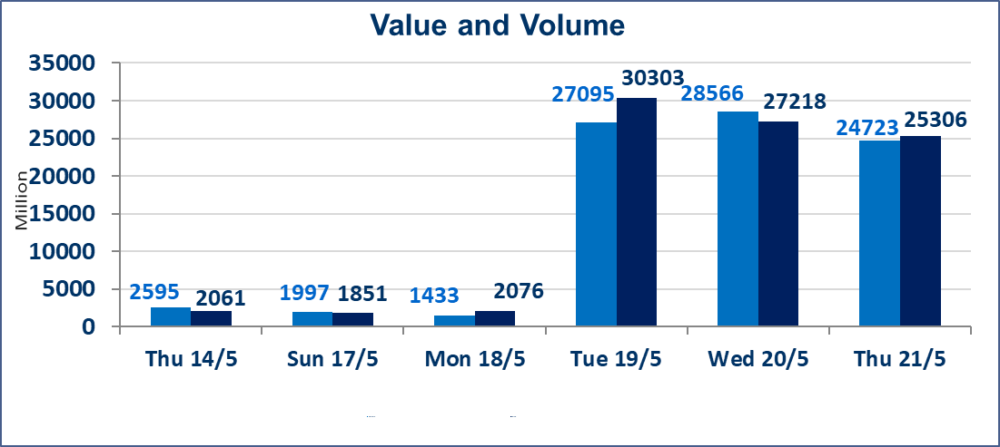 Value and Volume
35000
30000
25000
20000
15000
10000
5000
0
Million
2595
2061
1997
1851
1433
2076
27095
30303
28566
27218
24723
25306
Thu 14/5
Sun 17/5
Mon 18/5
Tue 19/5
Wed 20/5
Thu 21/5